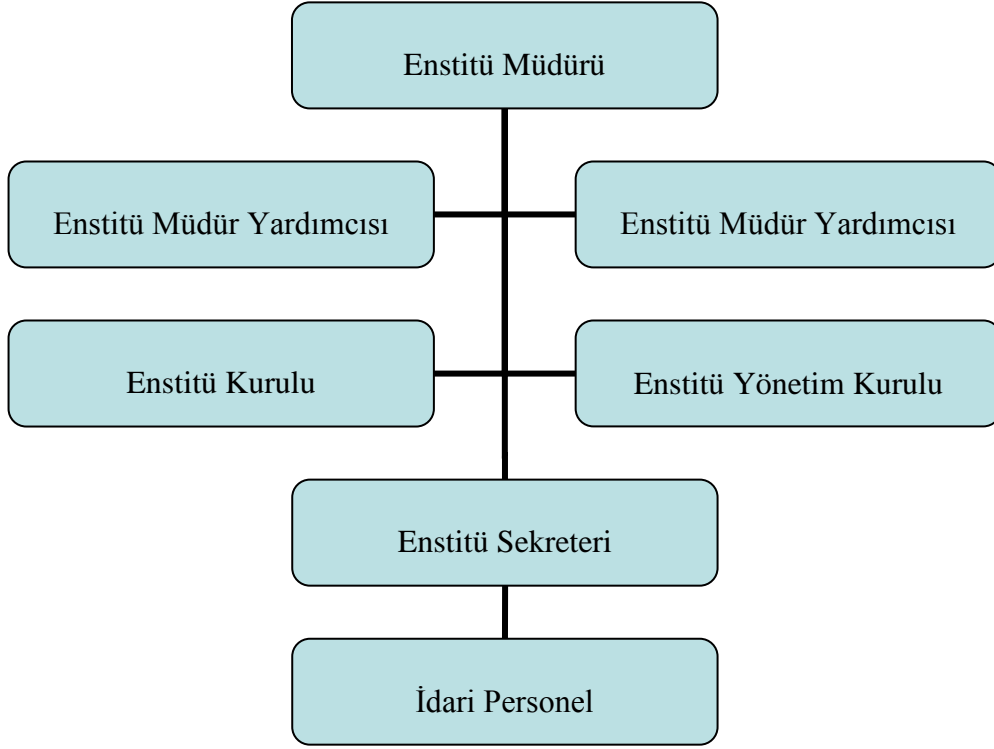 Enstitü Müdürü
Enstitü Müdür Yardımcısı
Enstitü Müdür Yardımcısı
Enstitü Kurulu
Enstitü Yönetim Kurulu
Enstitü Sekreteri
İdari Personel